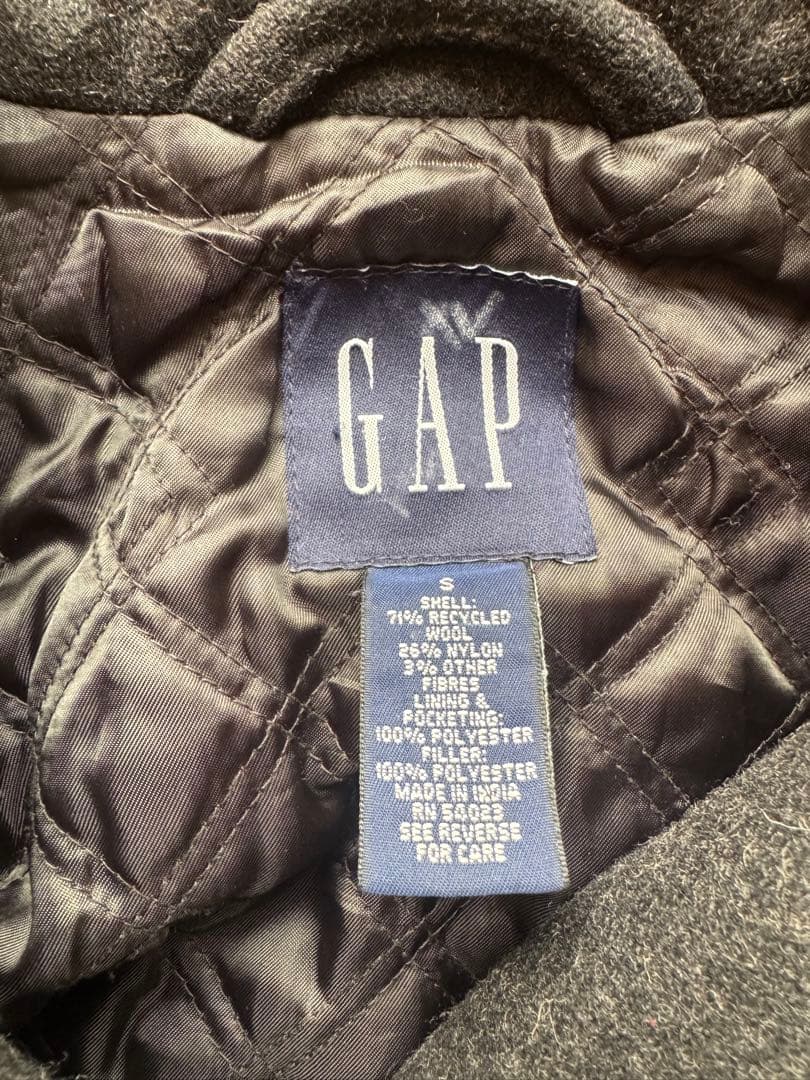 GAP
S
SHELL:
71% RECYCLED
WOOL
26% NYLON
3% OTHER
FIBRES
LINING &
POCKETING:
100% POLYESTER
FILLER:
100% POLYESTER
MADE IN INDIA
RN 54023
SEE REVERSE
FOR CARE